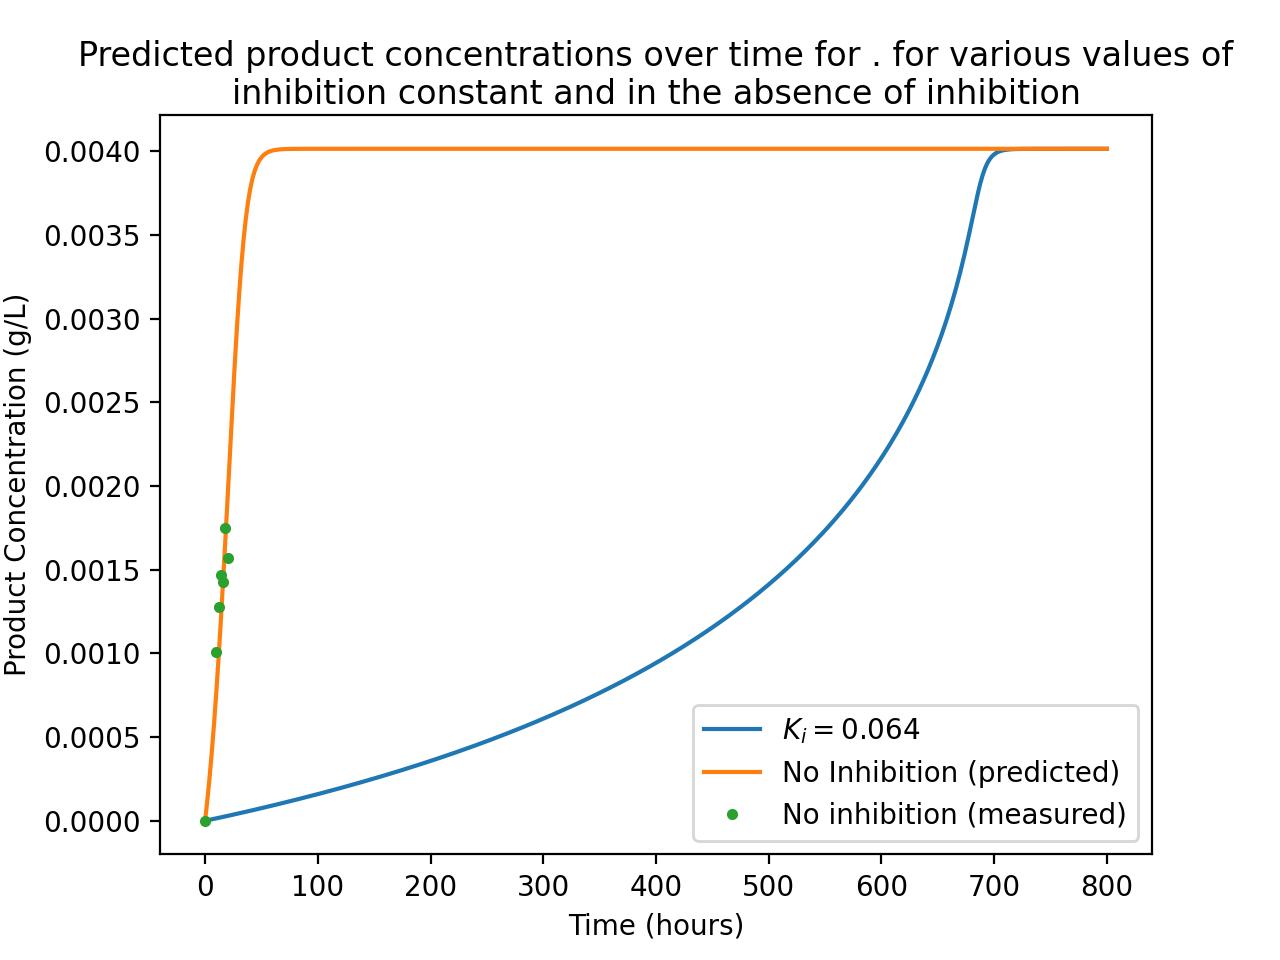 Predicted product concentrations over time for . for various values of
inhibition constant and in the absence of inhibition
Product Concentration (g/L)
0.0040
0.0035
0.0030
0.0025
0.0020
0.0015
0.0010
0.0005
0.0000
K_i = 0.064
No Inhibition (predicted)
No inhibition (measured)
0 100 200 300 400 500 600 700 800
Time (hours)